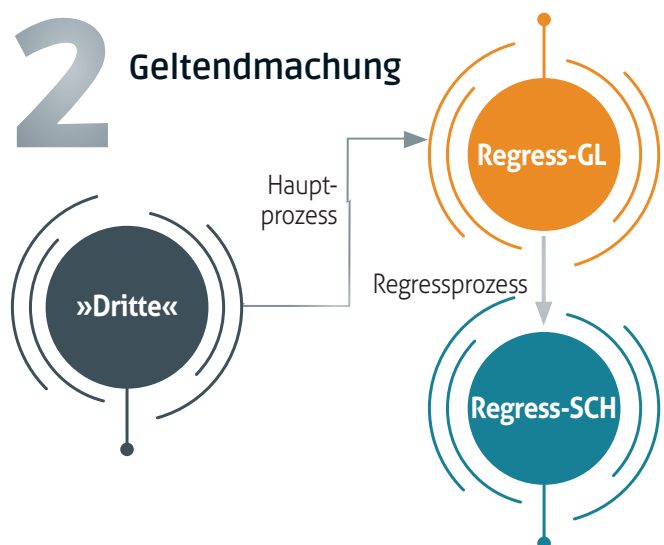 2
Geltendmachung
Regress-GL
Haupt-
prozess
»Dritte«
Regressprozess
Regress-SCH